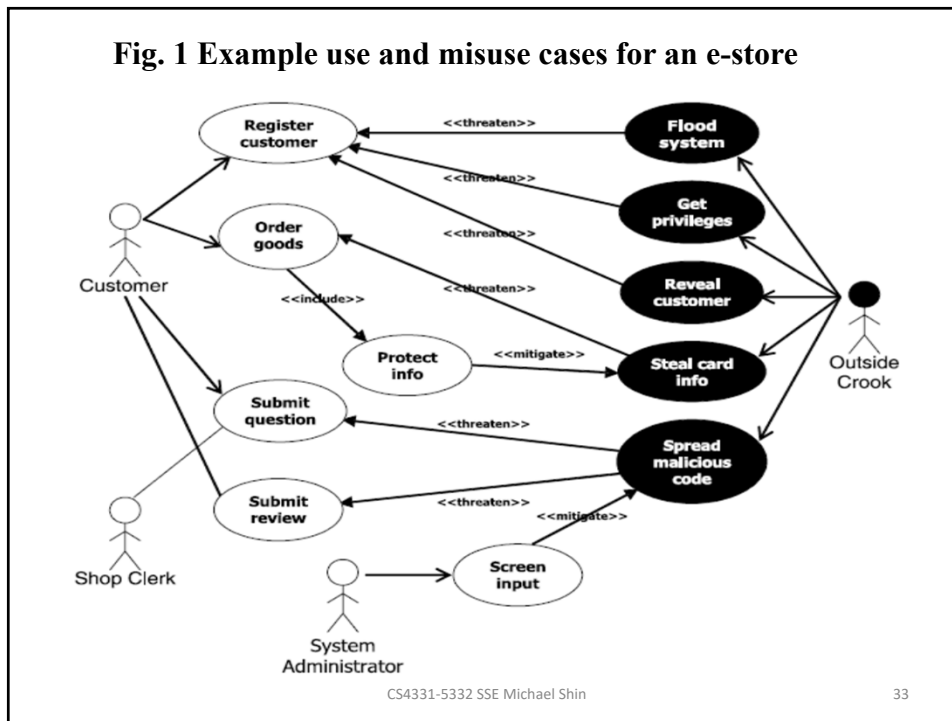 Fig. 1 Example use and misuse cases for an e-store
Register
customer
<<threaten>>
Flood
system
<<threaten>>
Get
privileges
Order
goods
<<threaten>>
Reveal
customer
Customer
<<include>>
<<threaten>>
Protect
info
<<mitigate>>
Steal card
info
Outside
Crook
Submit
question
<<threaten>>
Spread
malicious
code
Submit
review
<<threaten>>
<<mitigate>>
Shop Clerk
Screen
input
System
Administrator
CS4331-5332 SSE Michael Shin
33